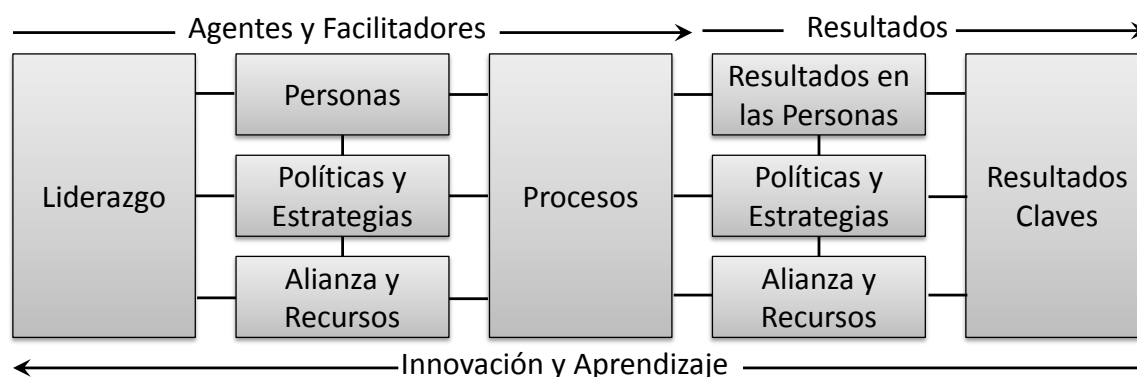 Agentes y Facilitadores
Resultados
Liderazgo
Personas
Políticas y
Estrategias
Alianza y
Recursos
Procesos
Resultados en
las Personas
Políticas y
Estrategias
Alianza y
Recursos
Resultados
Claves
Innovación y Aprendizaje